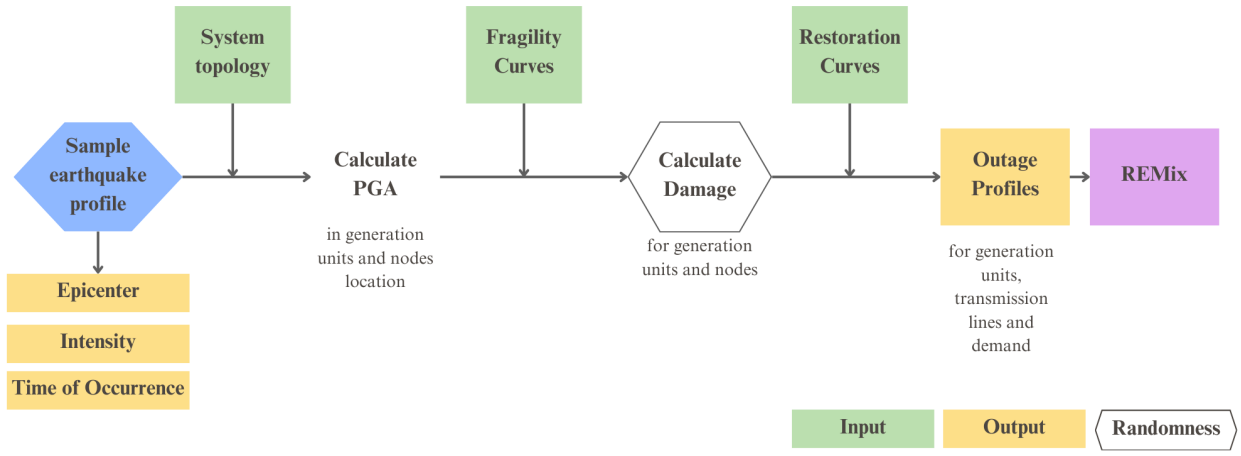 System
topology
Fragility
Curves
Restoration
Curves
Sample
earthquake
profile
Calculate
PGA
in generation
units and nodes
location
Calculate
Damage
for generation
units and nodes
Outage
Profiles
for generation
units,
transmission
lines and
demand
REMix
Epicenter
Intensity
Time of Occurrence
Input
Output
Randomness